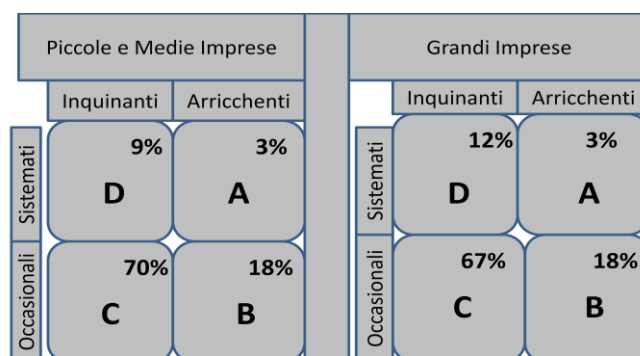 Piccole e Medie Imprese
Grandi Imprese
Inquinanti
Arricchenti
Inquinanti
Arricchenti
Sistemati
9%
D
3%
A
Sistemati
12%
D
3%
A
Occasionali
70%
C
18%
B
Occasionali
67%
C
18%
B